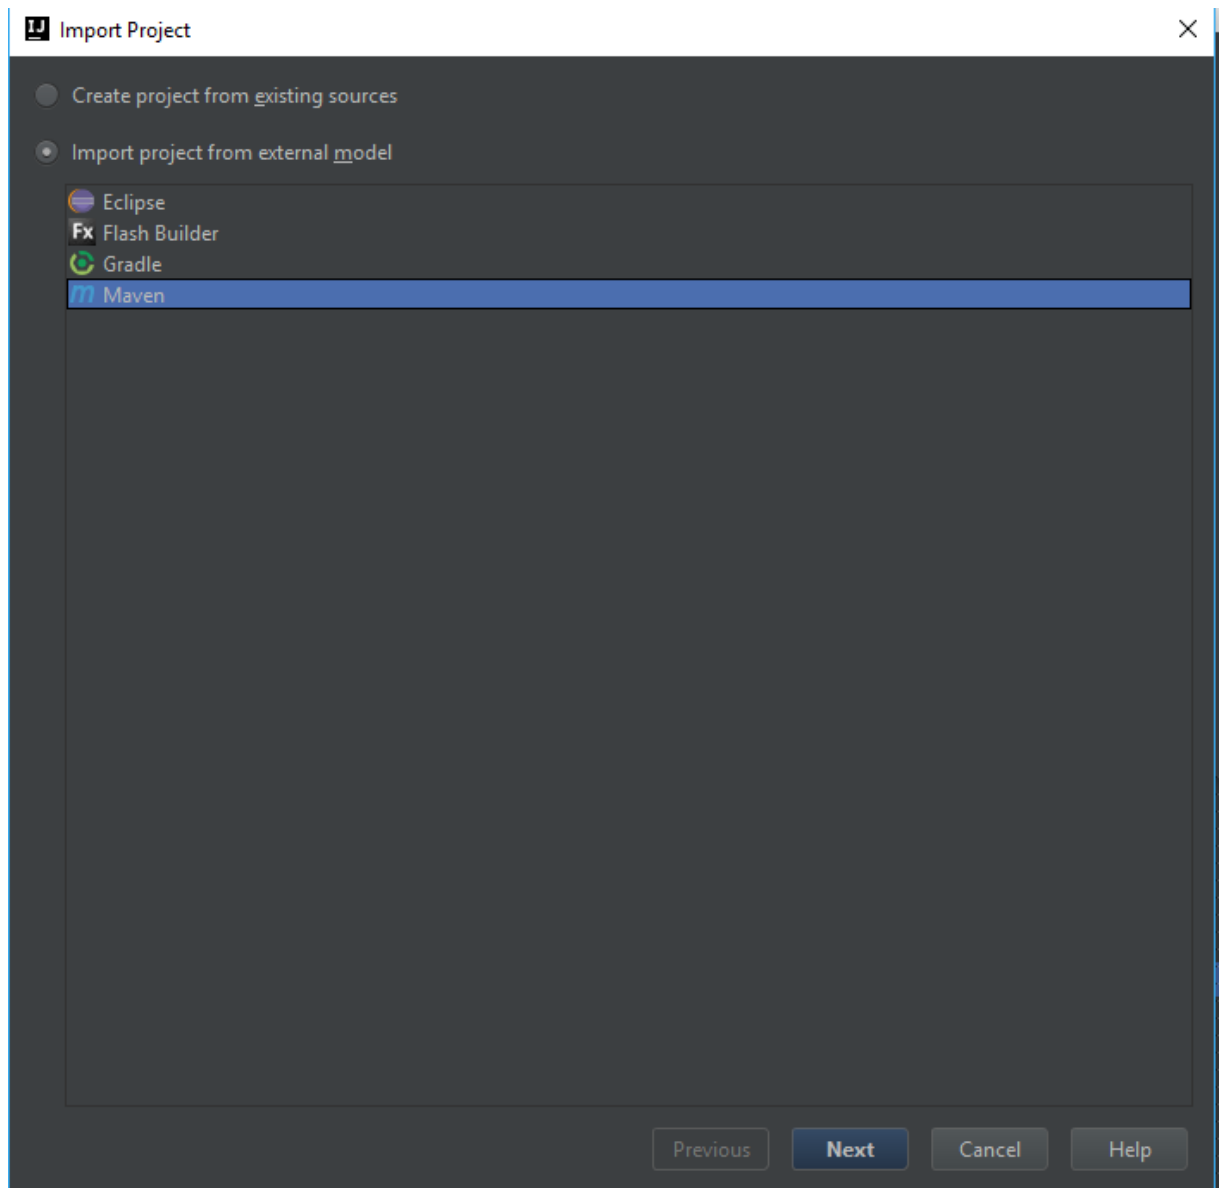 IJ Import Project
Create project from existing sources
Import project from external model
Eclipse
Fx Flash Builder
Gradle
m Maven
Previous Next Cancel Help